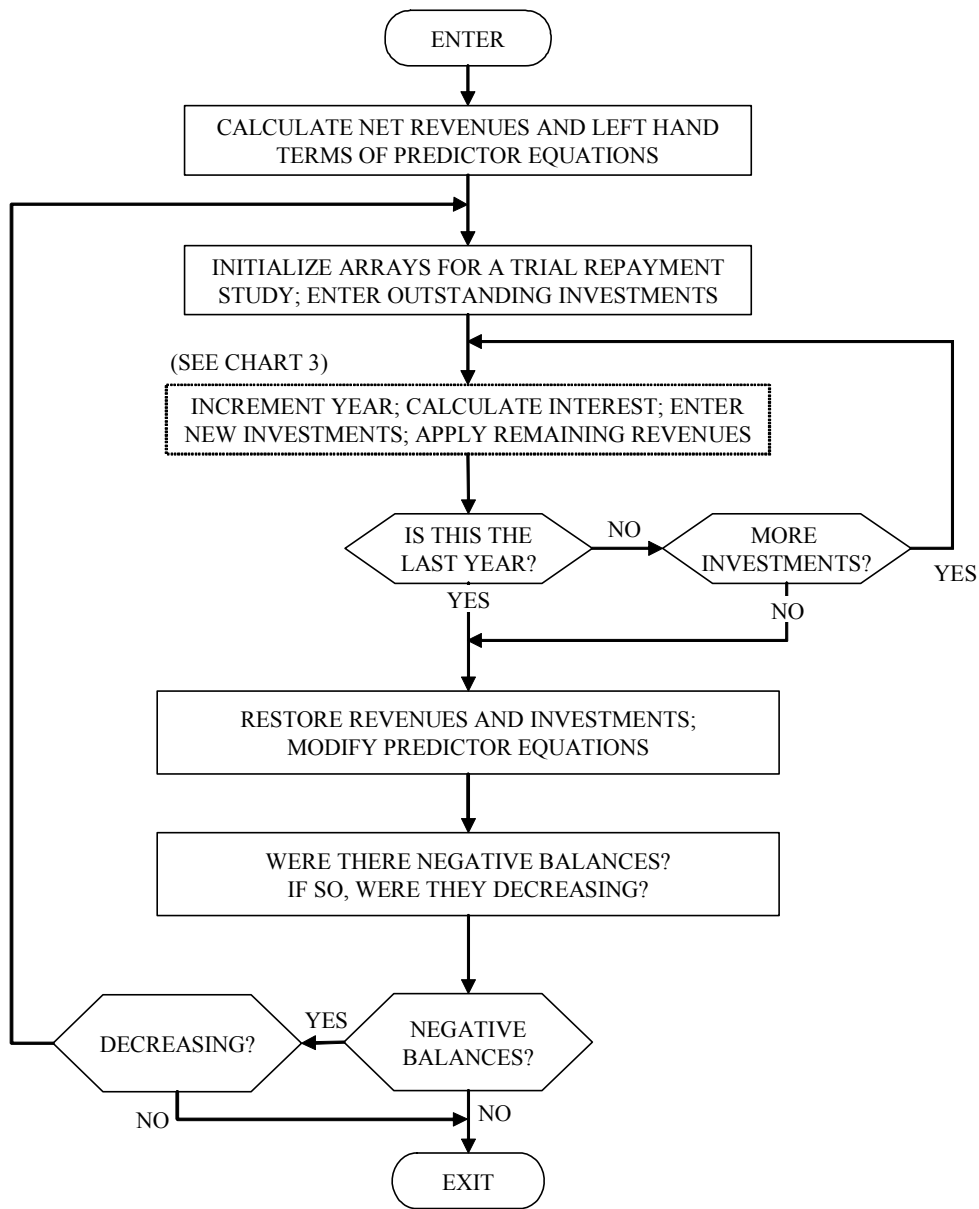 ENTER
CALCULATE NET REVENUES AND LEFT HAND
TERMS OF PREDICTOR EQUATIONS
INITIALIZE ARRAYS FOR A TRIAL REPAYMENT
STUDY; ENTER OUTSTANDING INVESTMENTS
(SEE CHART 3)
INCREMENT YEAR; CALCULATE INTEREST; ENTER
NEW INVESTMENTS; APPLY REMAINING REVENUES
IS THIS THE
LAST YEAR?
NO
MORE
INVESTMENTS?
YES
YES
NO
RESTORE REVENUES AND INVESTMENTS;
MODIFY PREDICTOR EQUATIONS
WERE THERE NEGATIVE BALANCES?
IF SO, WERE THEY DECREASING?
DECREASING?
YES
NEGATIVE
BALANCES?
NO
NO
EXIT